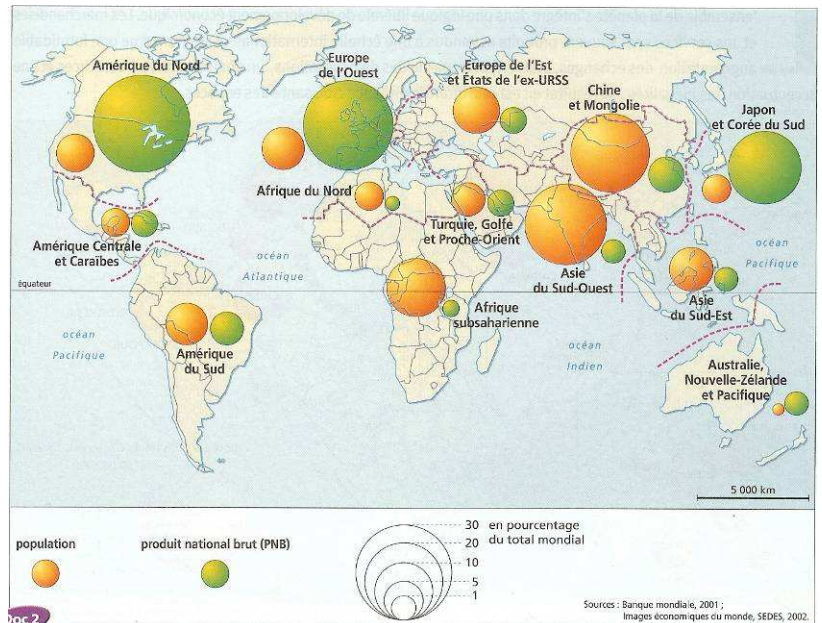 Amérique du Nord
Europe
de l'Ouest
Europe de l'Est
et États de l'ex-URSS
Chine
et Mongolie
Japon
et Corée du Sud
Afrique du Nord
Turquie, Golfe
et Proche-Orient
Amérique Centrale
et Caraïbes
océan
Atlantique
océan
Pacifique
Asie
du Sud-Ouest
Asie
du Sud-Est
équateur
Afrique
subsaharienne
océan
Pacifique
Amérique
du Sud
océan
Indien
Australie,
Nouvelle-Zélande
et Pacifique
5 000 km
population
produit national brut (PNB)
30 en pourcentage
20 du total mondial
10
5
1
Sources : Banque mondiale, 2001 ;
Images économiques du monde, SEDES, 2002.
Doc 2